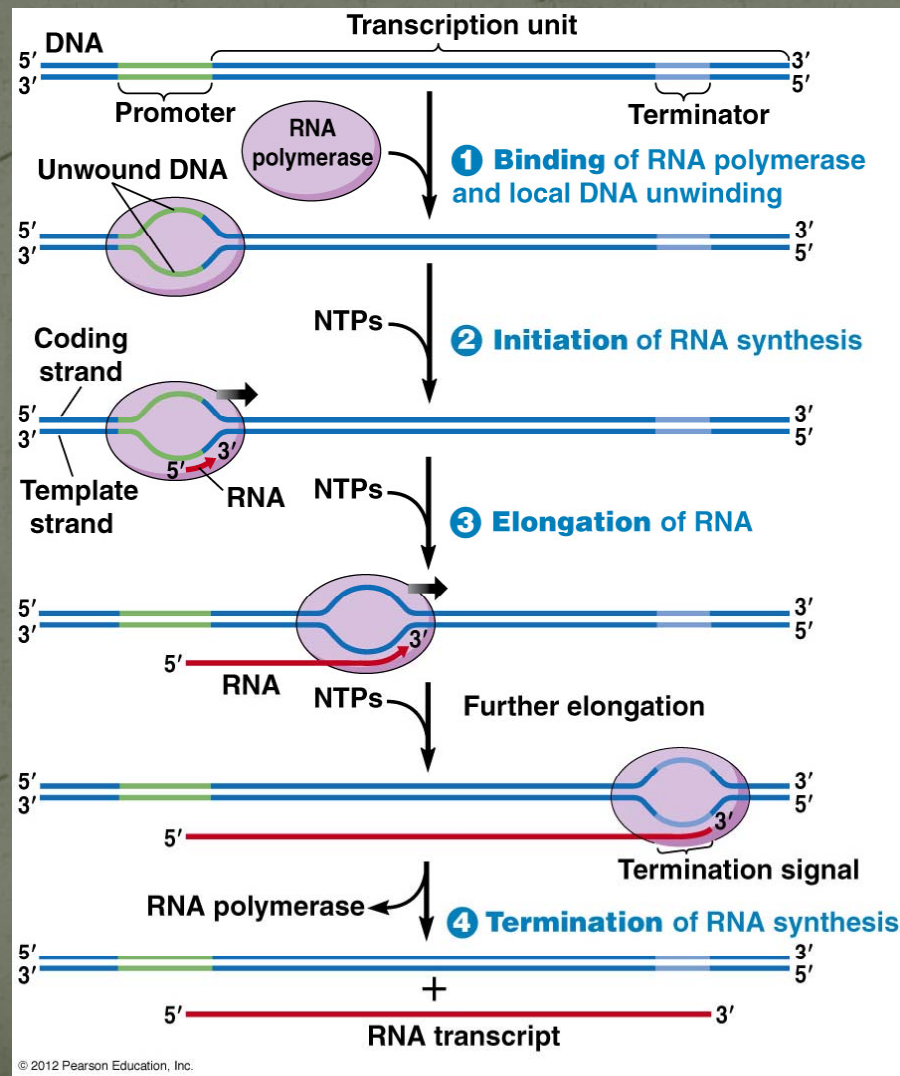 Transcription unit
DNA
5′ 3′
3′ 5′
Promoter
Terminator
RNA
polymerase
1 Binding of RNA polymerase
and local DNA unwinding
Unwound DNA
5′ 3′
3′ 5′
NTPs
2 Initiation of RNA synthesis
Coding
strand
5′ 3′
3′ 5′
5′ 3′
Template
strand
RNA
NTPs
3 Elongation of RNA
5′ 3′
3′ 5′
3′
5′
RNA
NTPs
Further elongation
5′ 3′
3′ 5′
3′
5′
Termination signal
RNA polymerase
4 Termination of RNA synthesis
5′ 3′
3′ 5′
+
5′ 3′
RNA transcript
© 2012 Pearson Education, Inc.